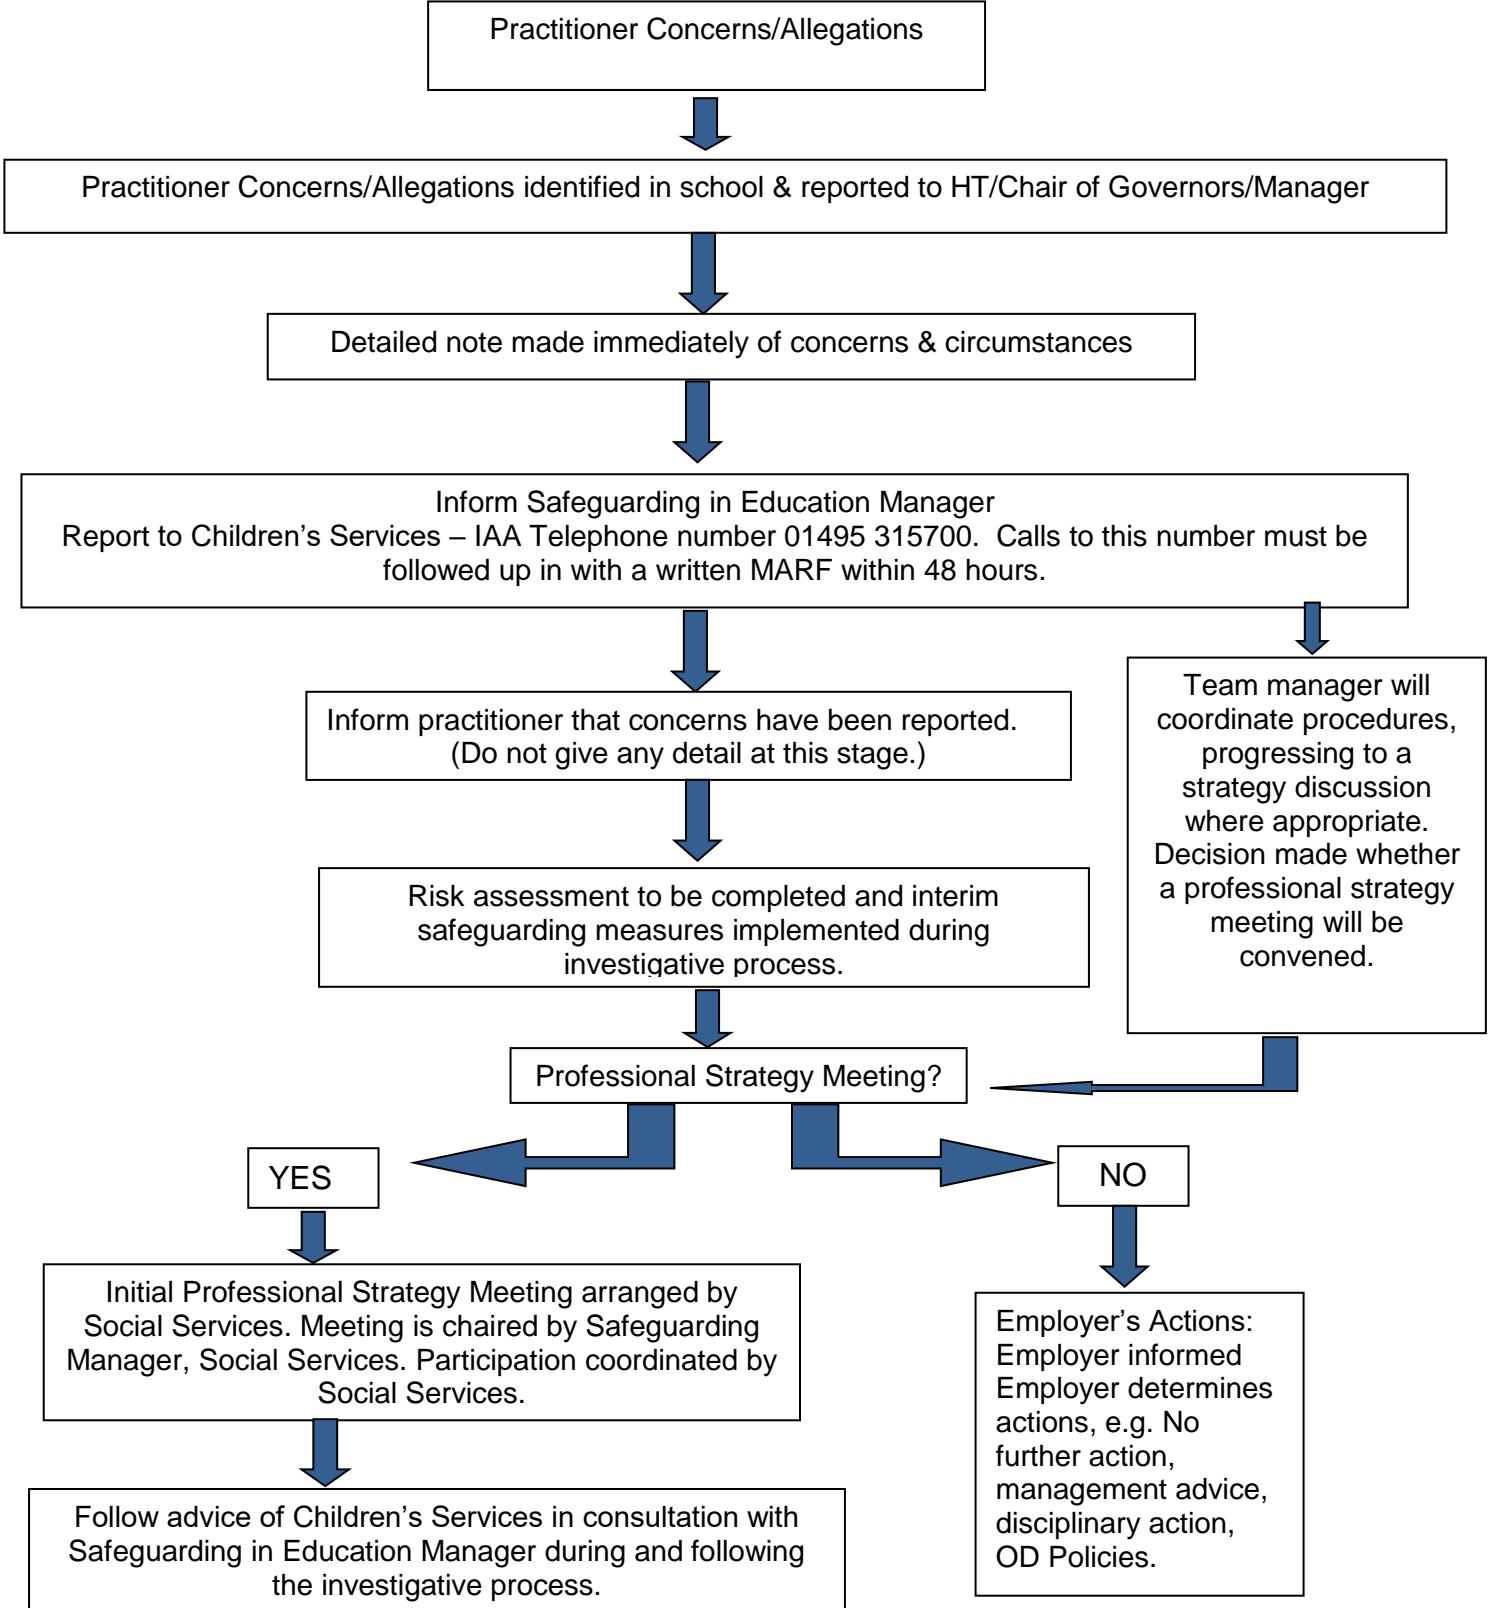 Practitioner Concerns/Allegations
Practitioner Concerns/Allegations identified in school & reported to HT/Chair of Governors/Manager
Detailed note made immediately of concerns & circumstances
Inform Safeguarding in Education Manager
Report to Children's Services – IAA Telephone number 01495 315700.  Calls to this number must be
followed up in with a written MARF within 48 hours.
Inform practitioner that concerns have been reported.
(Do not give any detail at this stage.)
Team manager will
coordinate procedures,
progressing to a
strategy discussion
where appropriate.
Decision made whether
a professional strategy
meeting will be
convened.
Risk assessment to be completed and interim
safeguarding measures implemented during
investigative process.
Professional Strategy Meeting?
YES
NO
Initial Professional Strategy Meeting arranged by
Social Services. Meeting is chaired by Safeguarding
Manager, Social Services. Participation coordinated by
Social Services.
Employer's Actions:
Employer informed
Employer determines
actions, e.g. No
further action,
management advice,
disciplinary action,
OD Policies.
Follow advice of Children's Services in consultation with
Safeguarding in Education Manager during and following
the investigative process.